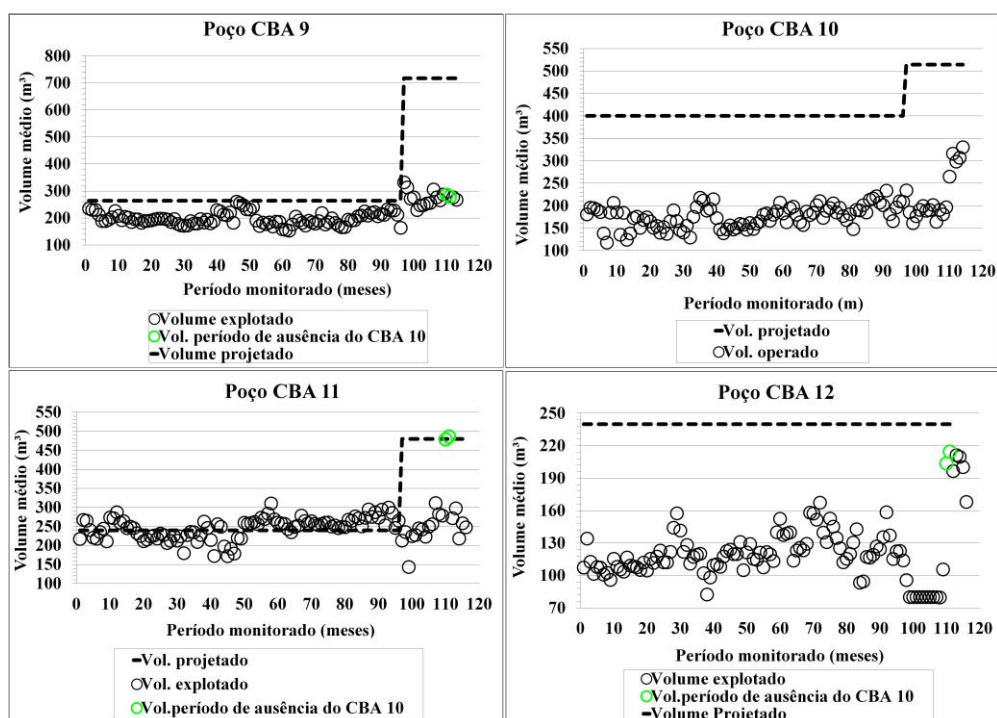 Poço CBA 9
Volume médio (m³)
800
700
600
500
400
300
200
100
0 10 20 30 40 50 60 70 80 90 100 110 120
Período monitorado (meses)
Volume explotado
Vol. período de ausência do CBA 10
Volume projetado
Poço CBA 10
Volume médio (m³)
550
500
450
400
350
300
250
200
150
100
0 10 20 30 40 50 60 70 80 90 100 110 120
Período monitorado (m)
Vol. projetado
Vol. operado
Poço CBA 11
Volume médio (m³)
550
500
450
400
350
300
250
200
150
100
0 10 20 30 40 50 60 70 80 90 100 110 120
Período monitorado (meses)
Vol. projetado
Vol. explotado
Vol.período de ausência do CBA 10
Poço CBA 12
Volume médio (m³)
250
220
190
160
130
100
70
0 10 20 30 40 50 60 70 80 90 100 110 120
Período monitorado (meses)
Volume explotado
Vol.período de ausência do CBA 10
Volume Projetado